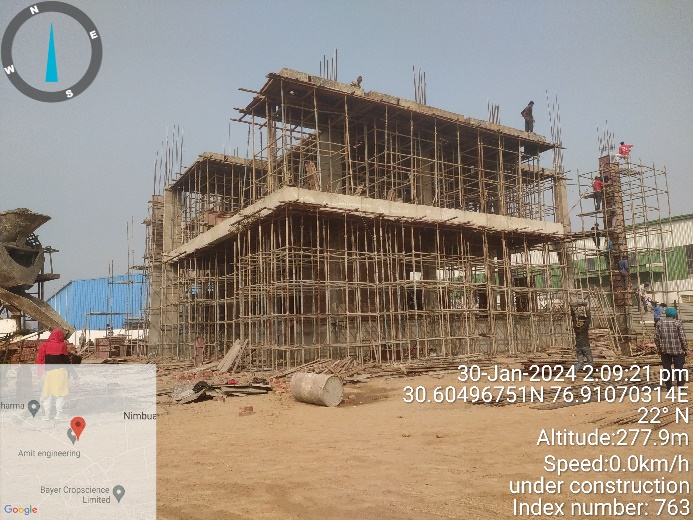 N
E
W
S
30-Jan-2024 2:09:21 pm
30.60496751N 76.91070314E
22° N
Altitude:277.9m
Speed:0.0km/h
under construction
Index number: 763
harma
Nimbua
Amit engineering
Bayer Cropscience
Limited
Google